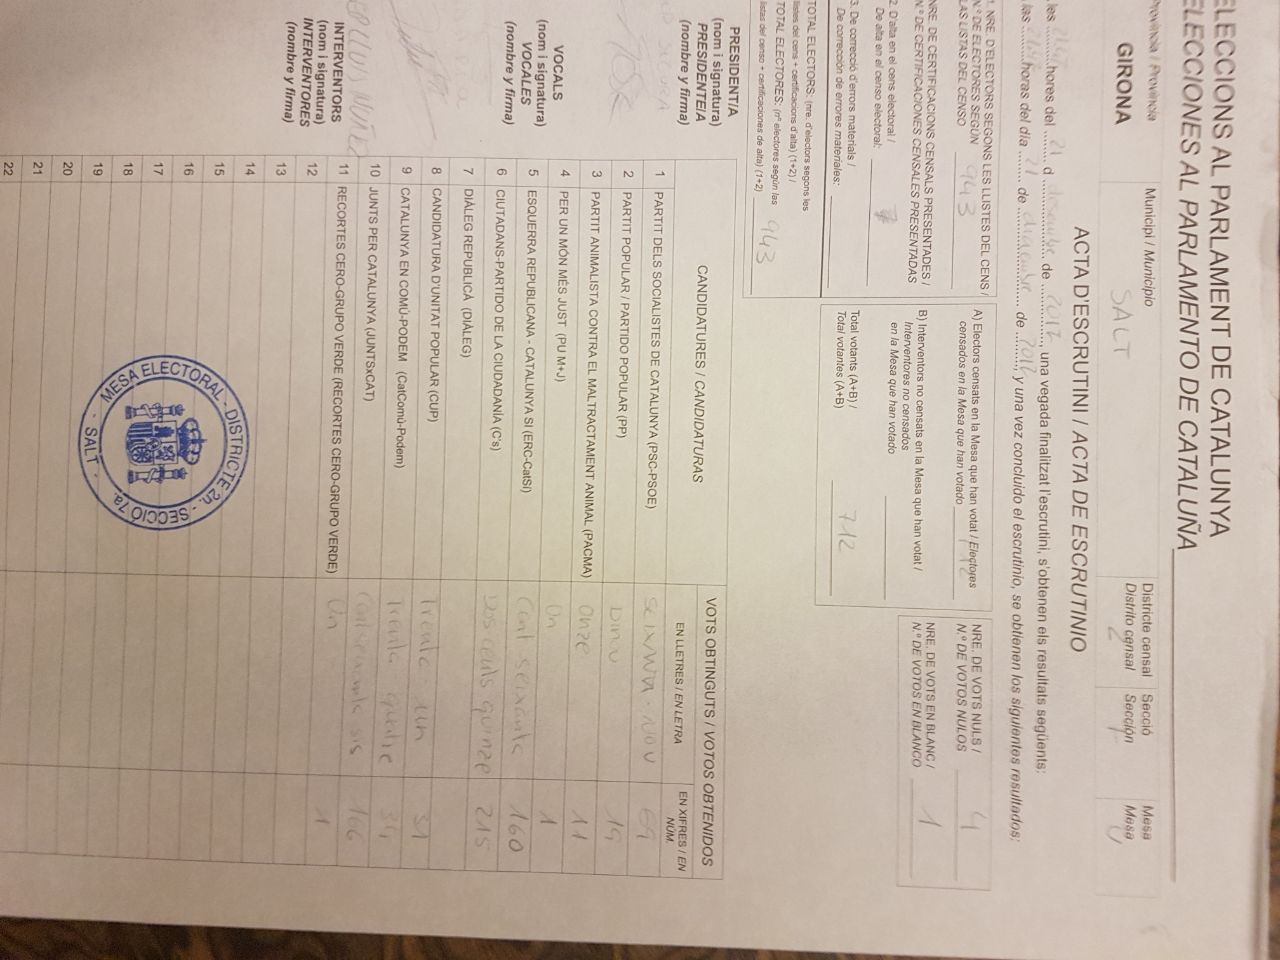 ELECCIONS AL PARLAMENT DE CATALUNYA
ELECCIONES AL PARLAMENTO DE CATALUÑA
Província / Provincia
GIRONA
Municipi / Municipio
SALT
Districte censal
Distrito censal
2
Secció
Sección
7
Mesa
Mesa
U
ACTA D'ESCRUTINI / ACTA DE ESCRUTINIO
les hores del 21 d desembre de 2017, una vegada finalitzat l'escrutini, s'obtenen els resultats següents:
las horas del día 21 de de y una vez concluido el escrutinio, se obtienen los siguientes resultados:
1. NRE. D'ELECTORS SEGONS LES LLISTES DEL CENS /
N.º DE ELECTORES SEGÚN
LAS LISTAS DEL CENSO 943
NRE. DE CERTIFICACIONS CENSALS PRESENTADES /
N.º DE CERTIFICACIONES CENSALES PRESENTADAS
2. D'alta en el cens electoral /
De alta en el censo electoral:
3. De correcció d'errors materials /
De corrección de errores materiales:
TOTAL ELECTORS: (nre. d'electors segons les
llistes del cens + certificacions d'alta) (1+2) /
TOTAL ELECTORES: (nº electores según las
listas del censo + certificaciones de alta) (1+2) 943
A) Electors censats en la Mesa que han votat / Electores
censados en la Mesa que han votado 712
B) Interventors no censats en la Mesa que han votat /
Interventores no censados
en la Mesa que han votado
Total votants (A+B) /
Total votantes (A+B) 712
NRE. DE VOTS NULS /
N.º DE VOTOS NULOS 4
NRE. DE VOTS EN BLANC /
N.º DE VOTOS EN BLANCO 1
PRESIDENT/A
(nom i signatura)
PRESIDENTE/A
(nombre y firma)
VOCALS
(nom i signatura)
VOCALES
(nombre y firma)
INTERVENTORS
(nom i signatura)
INTERVENTORES
(nombre y firma)
CANDIDATURES / CANDIDATURAS
VOTS OBTINGUTS / VOTOS OBTENIDOS
EN LLETRES / EN LETRA
EN XIFRES / EN NÚM.
1 PARTIT DELS SOCIALISTES DE CATALUNYA (PSC-PSOE) seixanta-nou 69
2 PARTIT POPULAR / PARTIDO POPULAR (PP) Dinou 19
3 PARTIT ANIMALISTA CONTRA EL MALTRACTAMENT ANIMAL (PACMA) onze 11
4 PER UN MÓN MÉS JUST (PUM+J) Un 1
5 ESQUERRA REPUBLICANA - CATALUNYA SÍ (ERC-CatSí) Cent seixanta 160
6 CIUTADANS-PARTIDO DE LA CIUDADANÍA (C's) Dos cents quinze 215
7 DIÀLEG REPUBLICÀ (DIÀLEG)
8 CANDIDATURA D'UNITAT POPULAR (CUP) Trenta un 31
9 CATALUNYA EN COMÚ-PODEM (CatComú-Podem) Trenta quatre 34
10 JUNTS PER CATALUNYA (JUNTSxCAT) Cent seixanta sis 166
11 RECORTES CERO-GRUPO VERDE (RECORTES CERO-GRUPO VERDE) Un 1
12
13
14
15
16
17
18
19
20
21
22
MESA ELECTORAL - DISTRICTE 2n. - SECCIÓ 7a.
- SALT -